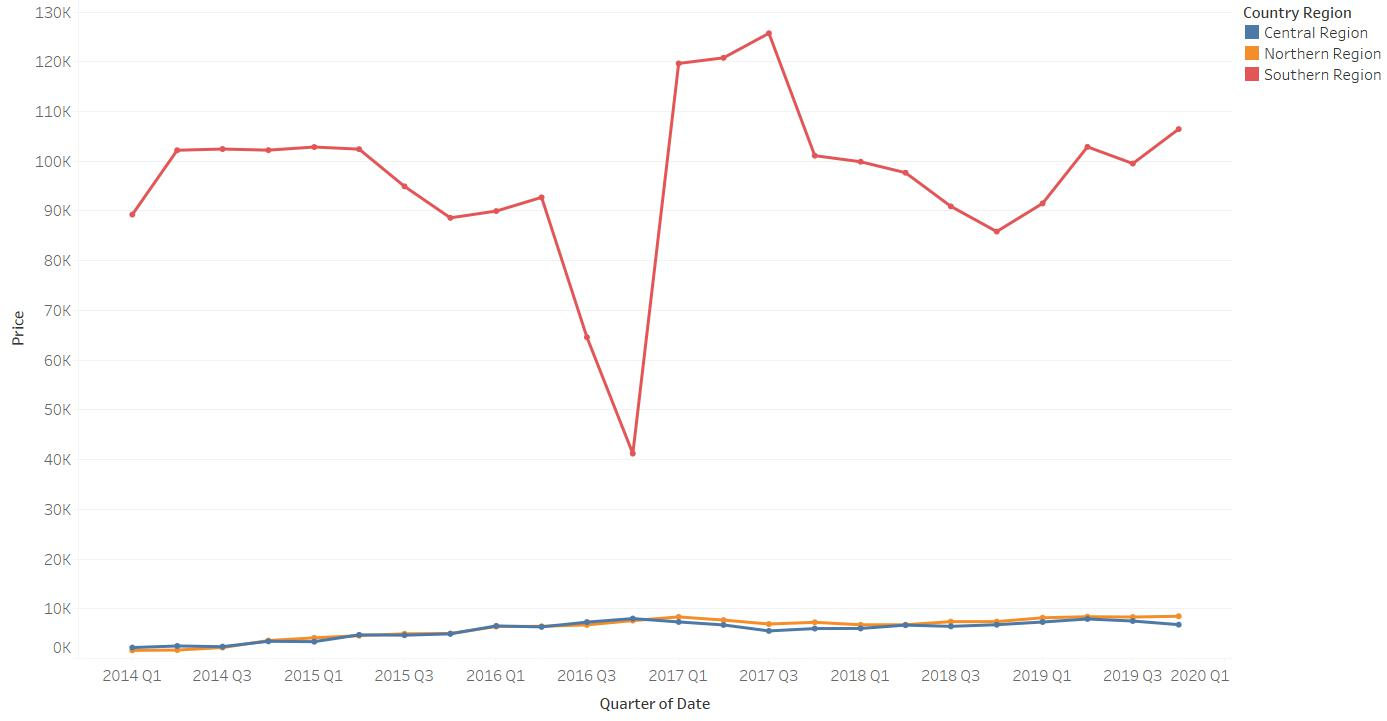 130K
120K
110K
100K
90K
80K
70K
60K
50K
40K
30K
20K
10K
0K
Price
2014 Q1 2014 Q3 2015 Q1 2015 Q3 2016 Q1 2016 Q3 2017 Q1 2017 Q3 2018 Q1 2018 Q3 2019 Q1 2019 Q3 2020 Q1
Quarter of Date
Country Region
Central Region
Northern Region
Southern Region